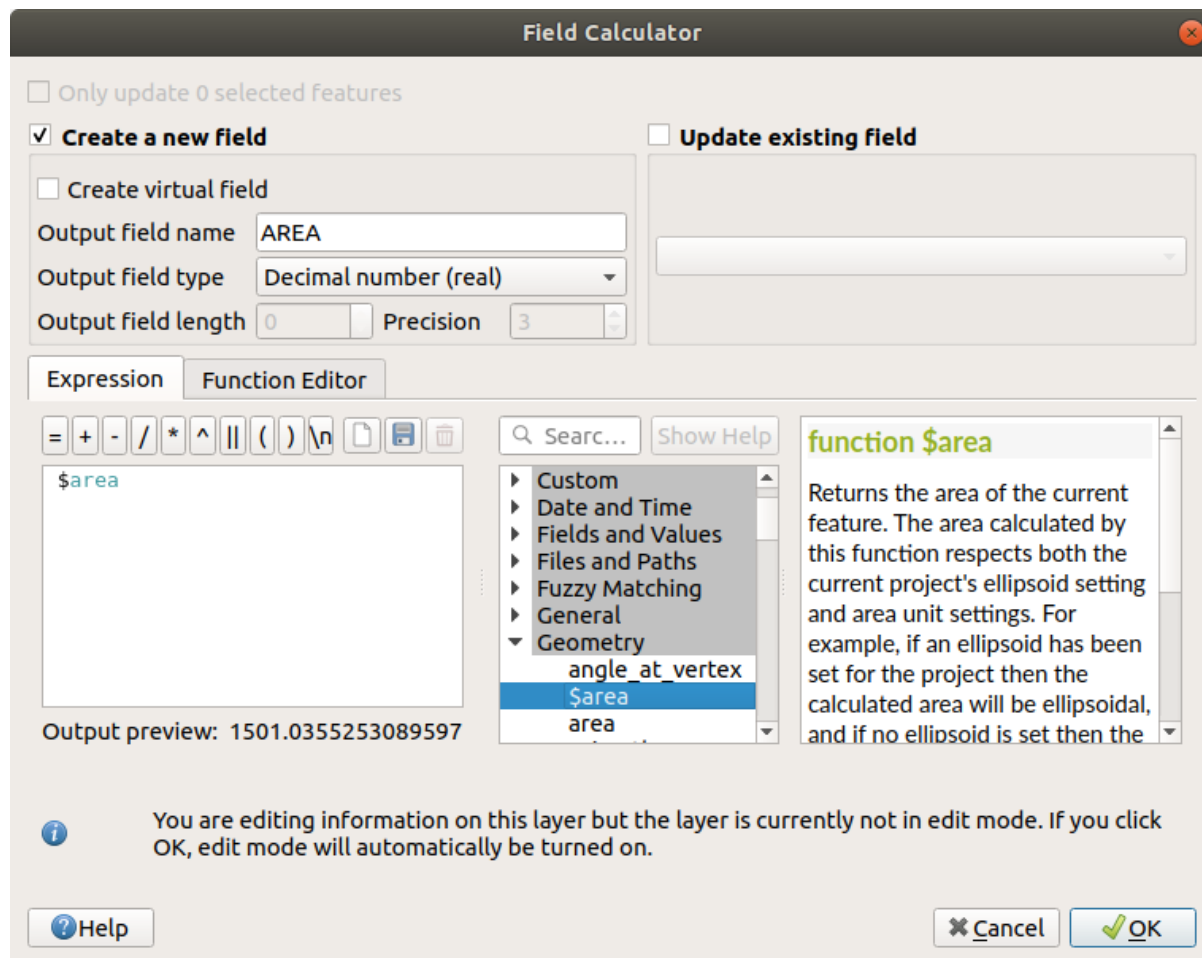 Field Calculator
Only update 0 selected features
Create a new field
Update existing field
Create virtual field
Output field name AREA
Output field type Decimal number (real)
Output field length 0 Precision 3
Expression Function Editor
= + - / * ^ || ( ) \n
Searc... Show Help
$area
Output preview: 1501.0355253089597
Custom
Date and Time
Fields and Values
Files and Paths
Fuzzy Matching
General
Geometry
angle_at_vertex
$area
area
function $area
Returns the area of the current
feature. The area calculated by
this function respects both the
current project's ellipsoid setting
and area unit settings. For
example, if an ellipsoid has been
set for the project then the
calculated area will be ellipsoidal,
and if no ellipsoid is set then the
You are editing information on this layer but the layer is currently not in edit mode. If you click
OK, edit mode will automatically be turned on.
Help Cancel OK